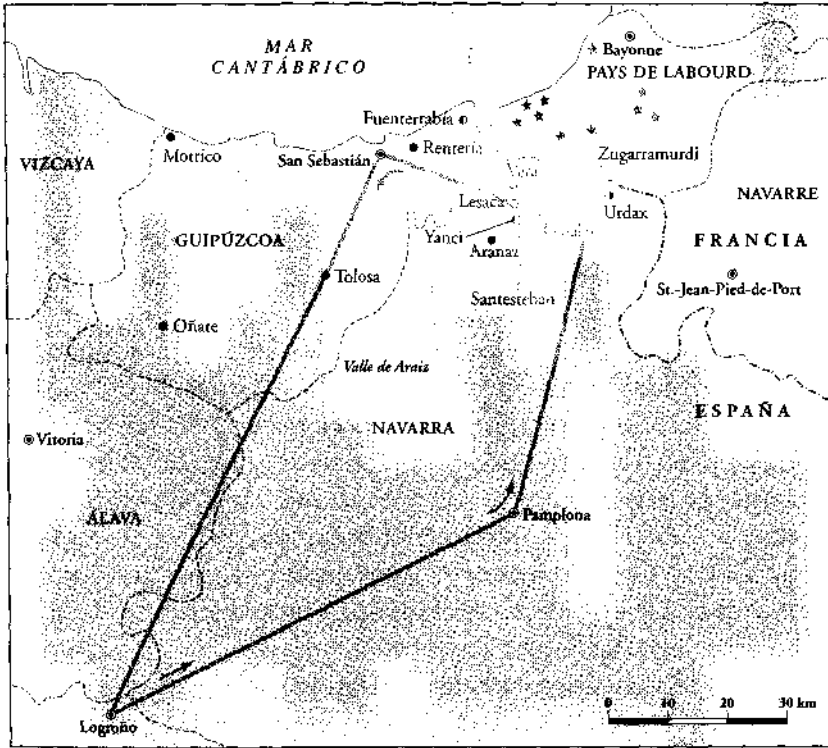 MAR
CANTÁBRICO
Bayonne
PAYS DE LABOURD
Fuenterrabía
Motrico
San Sebastián
Rentería
VIZCAYA
Zugarramurdi
Vera
NAVARRE
Lesaca
Urdax
GUIPÚZCOA
Yanci
Aranaz
FRANCIA
Tolosa
St.-Jean-Pied-de-Port
Santesteban
Oñate
Valle de Araiz
ESPAÑA
Vitoria
NAVARRA
ÁLAVA
Pamplona
Logroño
0 10 20 30 km